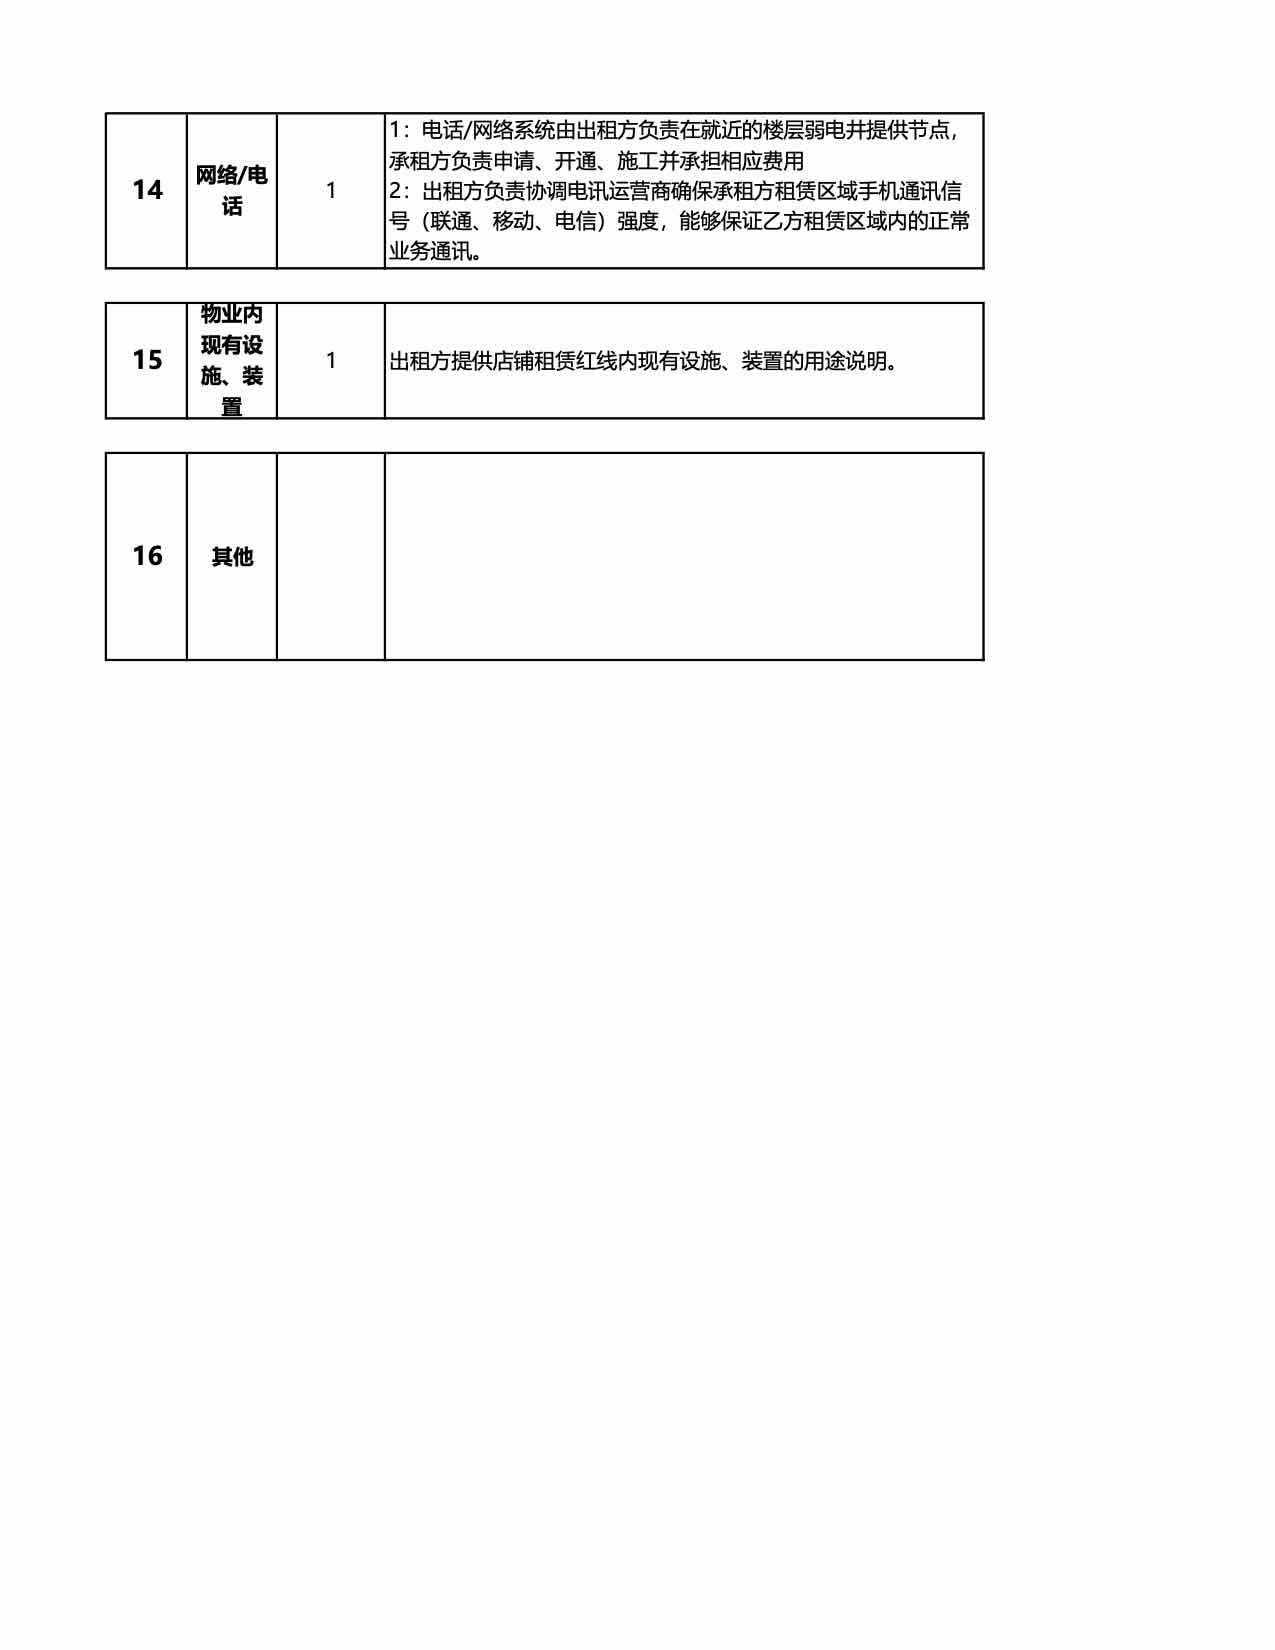 14
网络/电
话
1
1：电话/网络系统由出租方负责在就近的楼层弱电井提供节点，
承租方负责申请、开通、施工并承担相应费用
2：出租方负责协调电讯运营商确保承租方租赁区域手机通讯信
号（联通、移动、电信）强度，能够保证乙方租赁区域内的正常
业务通讯。
15
物业内
现有设
施、装
置
1
出租方提供店铺租赁红线内现有设施、装置的用途说明。
16
其他